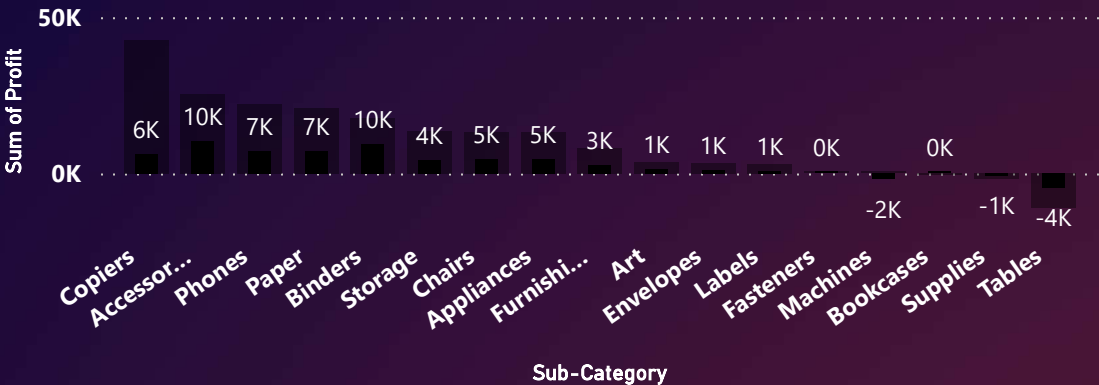 50K
Sum of Profit
0K
6K
10K
7K
7K
10K
4K
5K
5K
3K
1K
1K
1K
0K
-2K
0K
-1K
-4K
Copiers
Accessor...
Phones
Paper
Binders
Storage
Chairs
Appliances
Furnishi...
Art
Envelopes
Labels
Fasteners
Machines
Bookcases
Supplies
Tables
Sub-Category